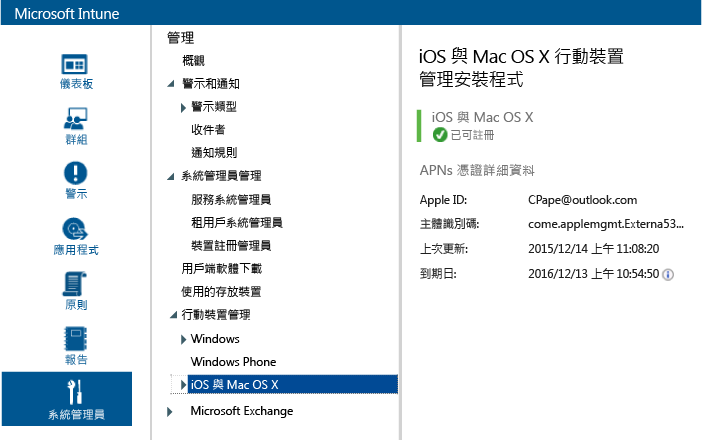 Microsoft Intune
儀表板
群組
警示
應用程式
原則
報告
系統管理員
管理
概觀
警示和通知
警示類型
收件者
通知規則
系統管理員管理
服務系統管理員
租用戶系統管理員
裝置註冊管理員
用戶端軟體下載
使用的存放裝置
行動裝置管理
Windows
Windows Phone
iOS 與 Mac OS X
Microsoft Exchange
iOS 與 Mac OS X 行動裝置
管理安裝程式
iOS 與 Mac OS X
已可註冊
APNs 憑證詳細資料
Apple ID: CPape@outlook.com
主體識別碼: come.applemgmt.Externa53...
上次更新: 2015/12/14 上午 11:08:20
到期日: 2016/12/13 上午 10:54:50